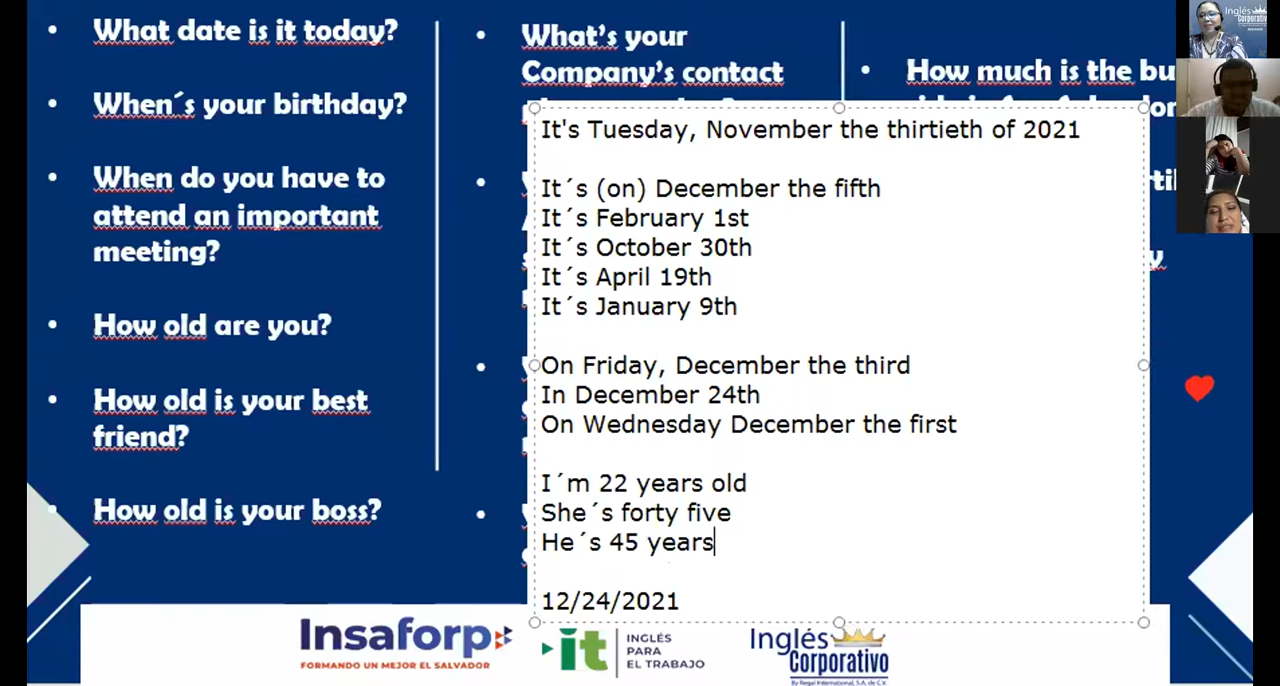 What date is it today?
When´s your birthday?
When do you have to
attend an important
meeting?
How old are you?
How old is your best
friend?
How old is your boss?
What's your
Company's contact
How much is the bu
It's Tuesday, November the thirtieth of 2021
It´s (on) December the fifth
It´s February 1st
It´s October 30th
It´s April 19th
It´s January 9th
On Friday, December the third
In December 24th
On Wednesday December the first
I´m 22 years old
She´s forty five
He´s 45 years
12/24/2021
Insaforp
FORMANDO UN MEJOR EL SALVADOR
it
INGLÉS
PARA
EL TRABAJO
Inglés
Corporativo
By Regal International, S.A. de C.V.
Inglés
Corporativo